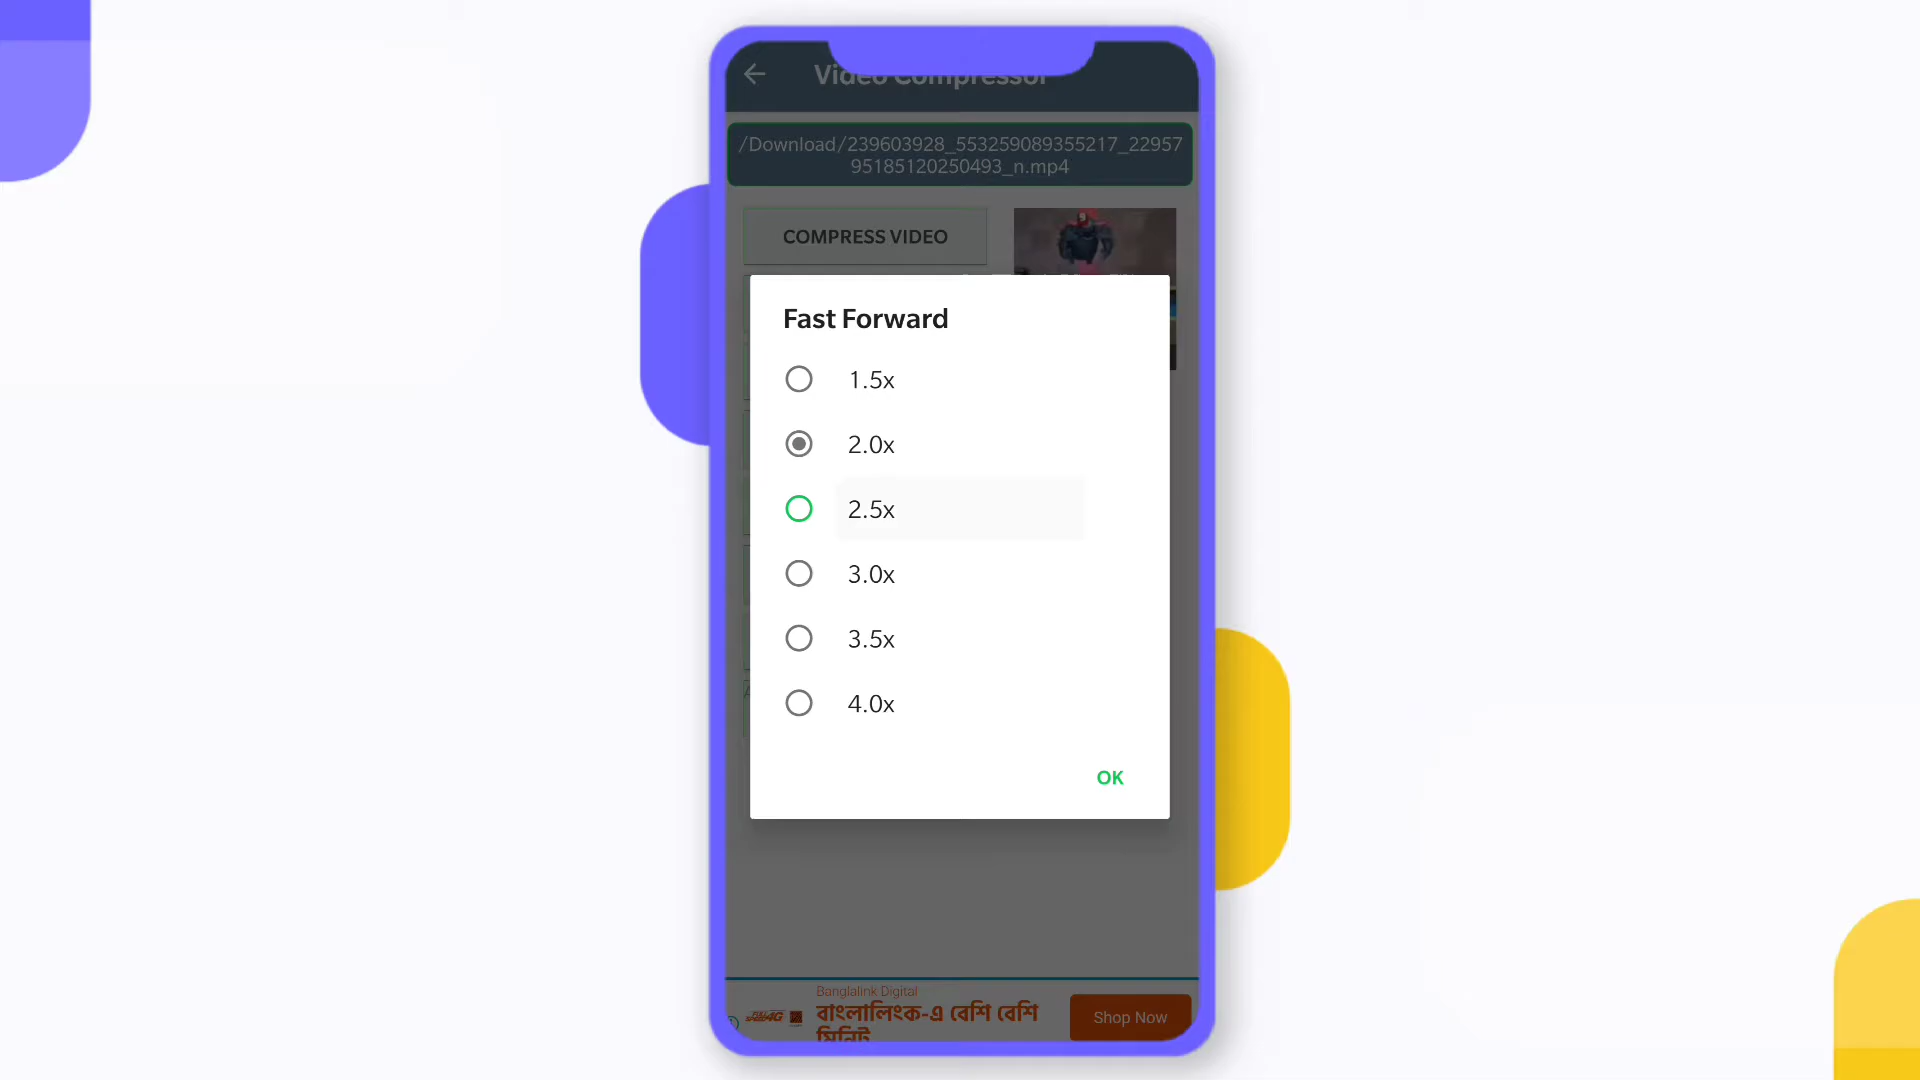 Video Compressor
/Download/239603928_553259089355217_22957
95185120250493_n.mp4
COMPRESS VIDEO
Fast Forward
1.5x
2.0x
2.5x
3.0x
3.5x
4.0x
OK
Banglalink Digital
বাংলালিংক-এ বেশি বেশি
মিনিট
Shop Now